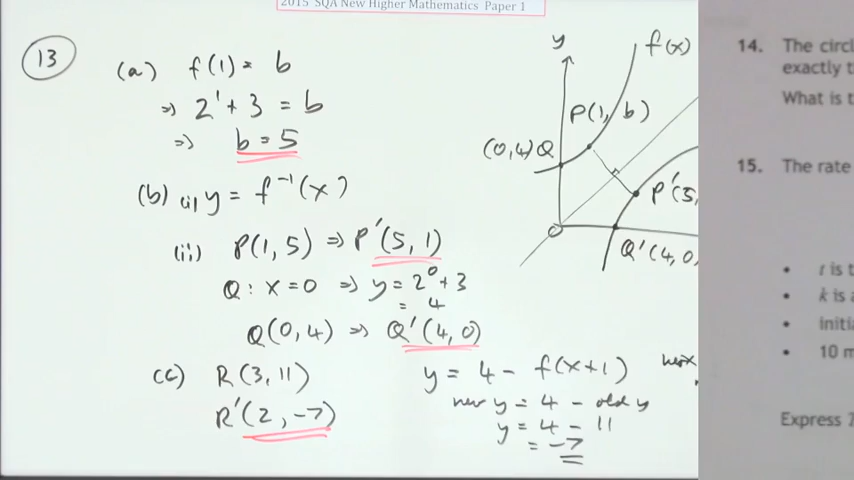 2015 SQA New Higher Mathematics Paper 1
13
(a) f(1) = b
⇒ 2¹ + 3 = b
⇒ b = 5
(b) (i) y = f⁻¹(x)
(ii) P(1, 5) ⇒ P'(5, 1)
Q : x = 0 ⇒ y = 2⁰ + 3
= 4
Q(0, 4) ⇒ Q'(4, 0)
(c) R(3, 11)
R'(2, -7)
y = 4 - f(x+1)
new x
new y = 4 - old y
y = 4 - 11
= -7
y
f(x)
P(1, b)
(0,4) Q
P'(5,
O
Q'(4, 0
14. The circl
exactly t
What is t
15. The rate
• t is t
• k is a
• initi
• 10 m
Express